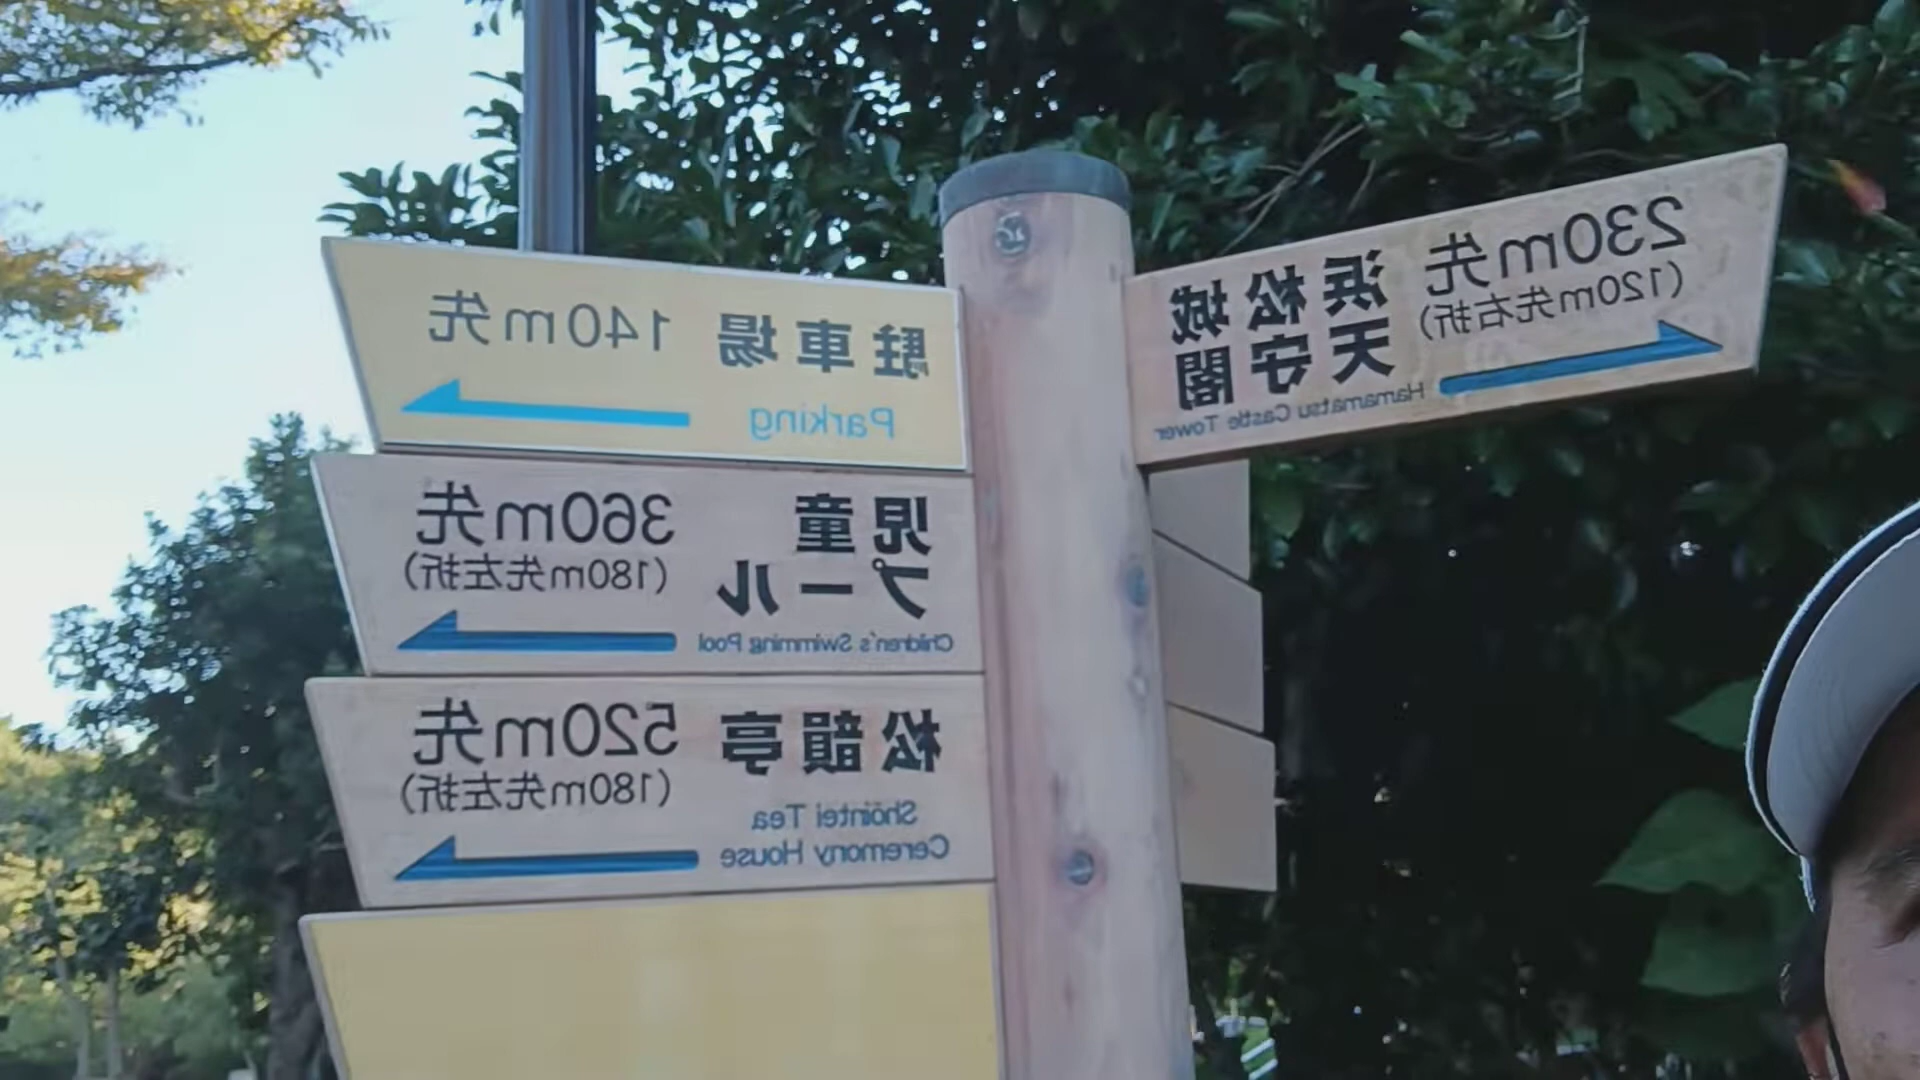 駐車場 140m先
Parking
児童
プール
360m先
(180m先左折)
Children's Swimming Pool
松韻亭 520m先
(180m先左折)
Shōintei Tea
Ceremony House
浜松城
天守閣
230m先
(120m先右折)
Hamamatsu Castle Tower